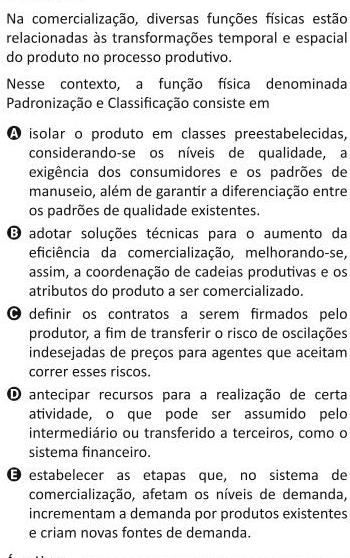 Na comercialização, diversas funções físicas estão
relacionadas às transformações temporal e espacial
do produto no processo produtivo.
Nesse contexto, a função física denominada
Padronização e Classificação consiste em
A isolar o produto em classes preestabelecidas,
considerando-se os níveis de qualidade, a
exigência dos consumidores e os padrões de
manuseio, além de garantir a diferenciação entre
os padrões de qualidade existentes.
B adotar soluções técnicas para o aumento da
eficiência da comercialização, melhorando-se,
assim, a coordenação de cadeias produtivas e os
atributos do produto a ser comercializado.
C definir os contratos a serem firmados pelo
produtor, a fim de transferir o risco de oscilações
indesejadas de preços para agentes que aceitam
correr esses riscos.
D antecipar recursos para a realização de certa
atividade, o que pode ser assumido pelo
intermediário ou transferido a terceiros, como o
sistema financeiro.
E estabelecer as etapas que, no sistema de
comercialização, afetam os níveis de demanda,
incrementam a demanda por produtos existentes
e criam novas fontes de demanda.